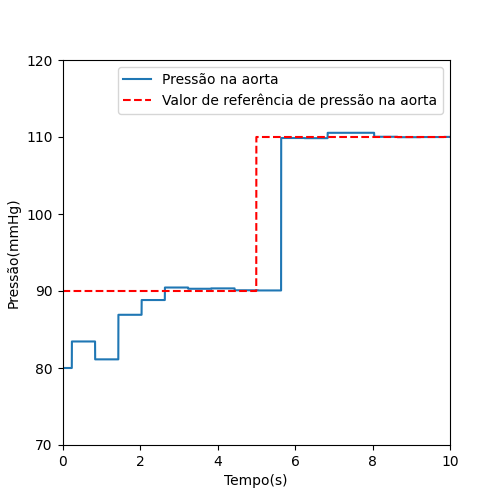 120
Pressão na aorta
Valor de referência de pressão na aorta
110
100
90
80
70
Pressão(mmHg)
0 2 4 6 8 10
Tempo(s)